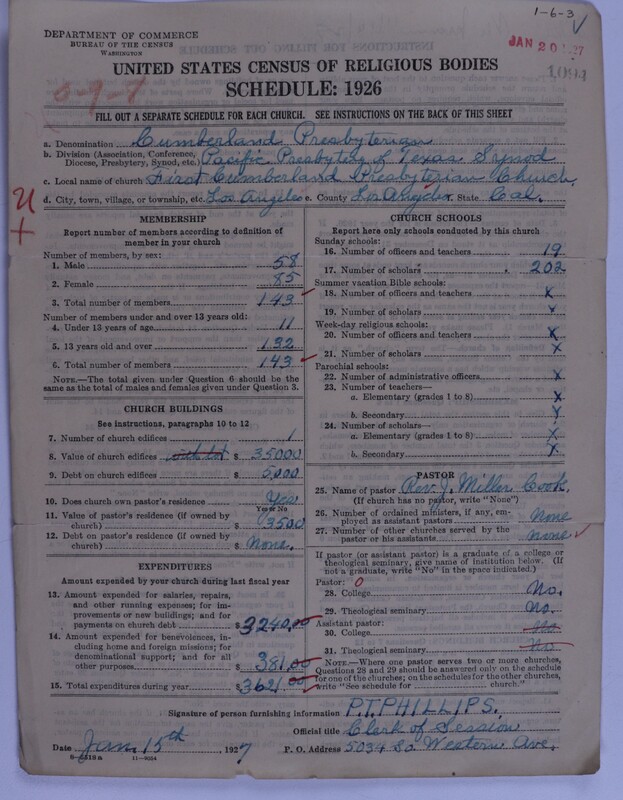 1-6-3
DEPARTMENT OF COMMERCE
BUREAU OF THE CENSUS
WASHINGTON
JAN 20 '27
1094
UNITED STATES CENSUS OF RELIGIOUS BODIES
SCHEDULE: 1926
0-9-8
FILL OUT A SEPARATE SCHEDULE FOR EACH CHURCH. SEE INSTRUCTIONS ON THE BACK OF THIS SHEET
a. Denomination Cumberland Presbyterian
b. Division (Association, Conference, Diocese, Presbytery, Synod, etc.) Pacific Presbytery of Texas Synod
c. Local name of church First Cumberland Presbyterian Church
d. City, town, village, or township, etc. Los Angeles e. County Los Angeles f. State Cal.
MEMBERSHIP
Report number of members according to definition of
member in your church
Number of members, by sex:
1. Male 58
2. Female 85
3. Total number of members 143
Number of members under and over 13 years old:
4. Under 13 years of age 11
5. 13 years old and over 132
6. Total number of members 143
NOTE.—The total given under Question 6 should be
same as the total of males and females given under Question 3.
CHURCH BUILDINGS
See instructions, paragraphs 10 to 12
7. Number of church edifices 1
8. Value of church edifices with lot $ 35000
9. Debt on church edifices $ 5,000
10. Does church own pastor's residence Yes
Yes or No
11. Value of pastor's residence (if owned by
church) $ 3500
12. Debt on pastor's residence (if owned by
church) $ None.
EXPENDITURES
Amount expended by your church during last fiscal year
13. Amount expended for salaries, repairs,
and other running expenses; for im-
provements or new buildings; and for
payments on church debt $ 3240.00
14. Amount expended for benevolences, in-
cluding home and foreign missions; for
denominational support; and for all
other purposes $ 381.00
15. Total expenditures during year $ 3621.00
CHURCH SCHOOLS
Report here only schools conducted by this church
Sunday schools:
16. Number of officers and teachers 19
17. Number of scholars 202
Summer vacation Bible schools:
18. Number of officers and teachers X
19. Number of scholars X
Week-day religious schools:
20. Number of officers and teachers X
21. Number of scholars X
Parochial schools:
22. Number of administrative officers X
23. Number of teachers—
a. Elementary (grades 1 to 8) X
b. Secondary X
24. Number of scholars—
a. Elementary (grades 1 to 8) X
b. Secondary X
PASTOR
25. Name of pastor Rev. J. Miller Cook.
(If church has no pastor, write "None")
26. Number of ordained ministers, if any, em-
ployed as assistant pastors None
27. Number of other churches served by the
pastor or his assistants none
If pastor (or assistant pastor) is a graduate of a college or
theological seminary, give name of institution below. (If
not a graduate, write "No" in the space indicated.)
Pastor: 0
28. College No.
29. Theological seminary No.
Assistant pastor:
30. College No
31. Theological seminary No
NOTE.—Where one pastor serves two or more churches,
Questions 28 and 29 should be answered only on the schedule
for one of the churches; on the schedules for the other churches,
write "See schedule for church."
Signature of person furnishing information P.T. PHILLIPS.
Official title Clerk of Session
Date Jan. 15th, 1927 P. O. Address 5034 So. Western Ave.
8—6510a 11—9054